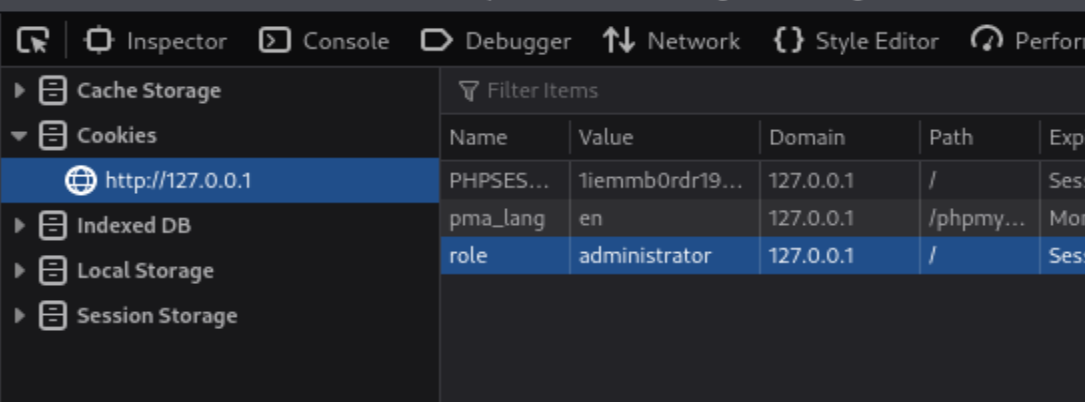 Inspector Console Debugger Network Style Editor Perfor
Cache Storage
Cookies
http://127.0.0.1
Indexed DB
Local Storage
Session Storage
Filter Items
Name Value Domain Path Exp
PHPSES... 1iemmb0rdr19... 127.0.0.1 / Ses
pma_lang en 127.0.0.1 /phpmy... Mon
role administrator 127.0.0.1 / Ses